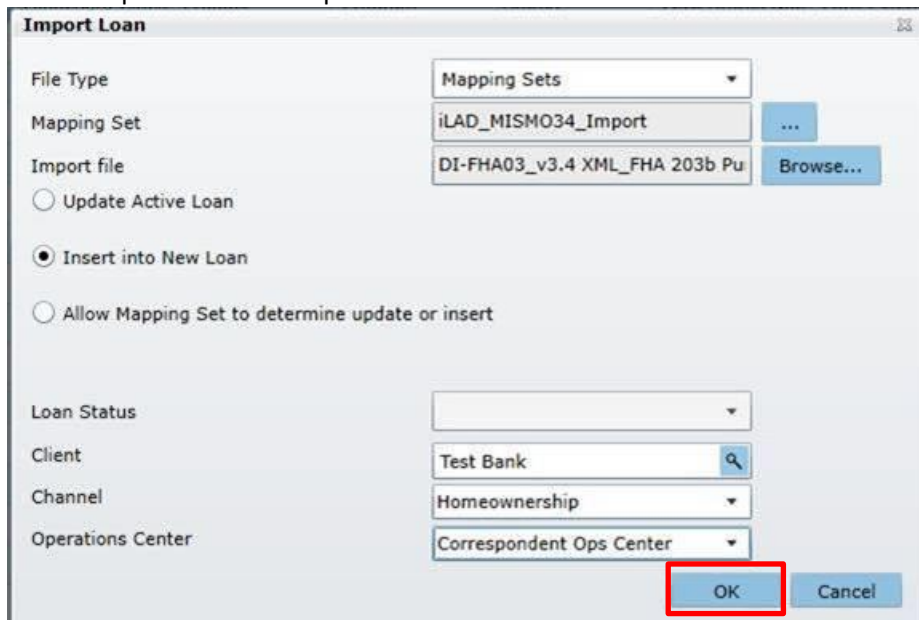 Import Loan
File Type Mapping Sets
Mapping Set iLAD_MISMO34_Import ...
Import file DI-FHA03_v3.4 XML_FHA 203b Pu Browse...
Update Active Loan
Insert into New Loan
Allow Mapping Set to determine update or insert
Loan Status
Client Test Bank
Channel Homeownership
Operations Center Correspondent Ops Center
OK Cancel